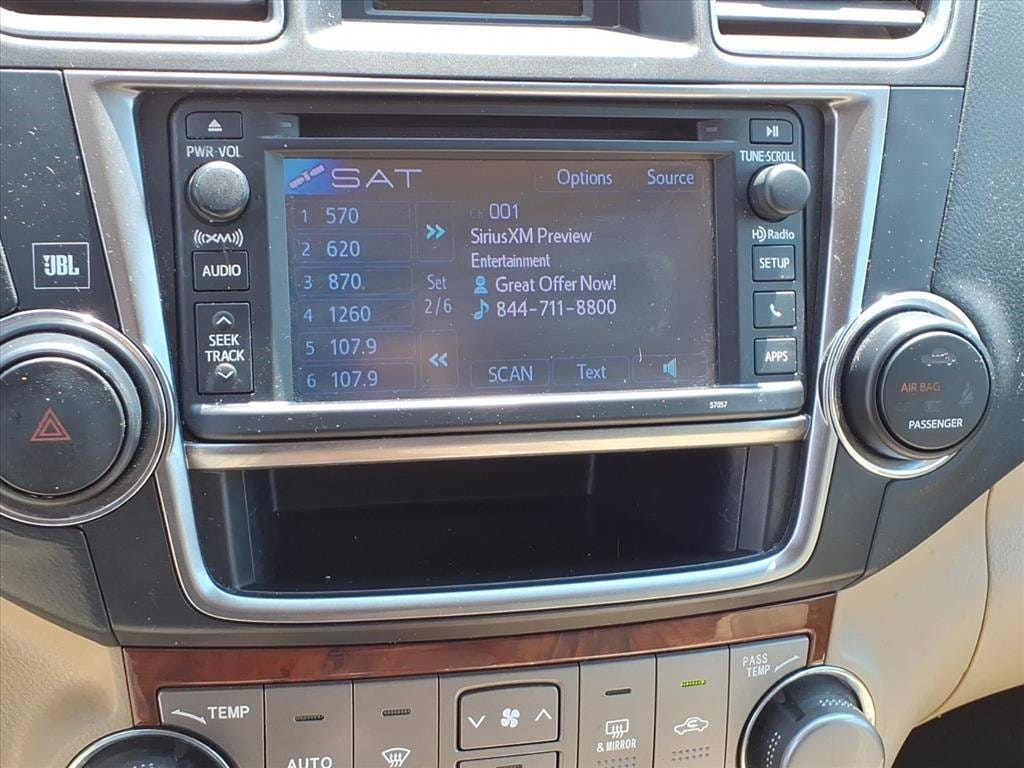 PWR·VOL
TUNE·SCROLL
SAT
Options
Source
1 570
2 620
3 870
4 1260
5 107.9
6 107.9
Set
2/6
CH 001
SiriusXM Preview
Entertainment
Great Offer Now!
844-711-8800
SCAN
Text
((XM))
AUDIO
SEEK
TRACK
HD Radio
SETUP
APPS
57057
JBL
AIR BAG
PASSENGER
TEMP
AUTO
& MIRROR
PASS
TEMP